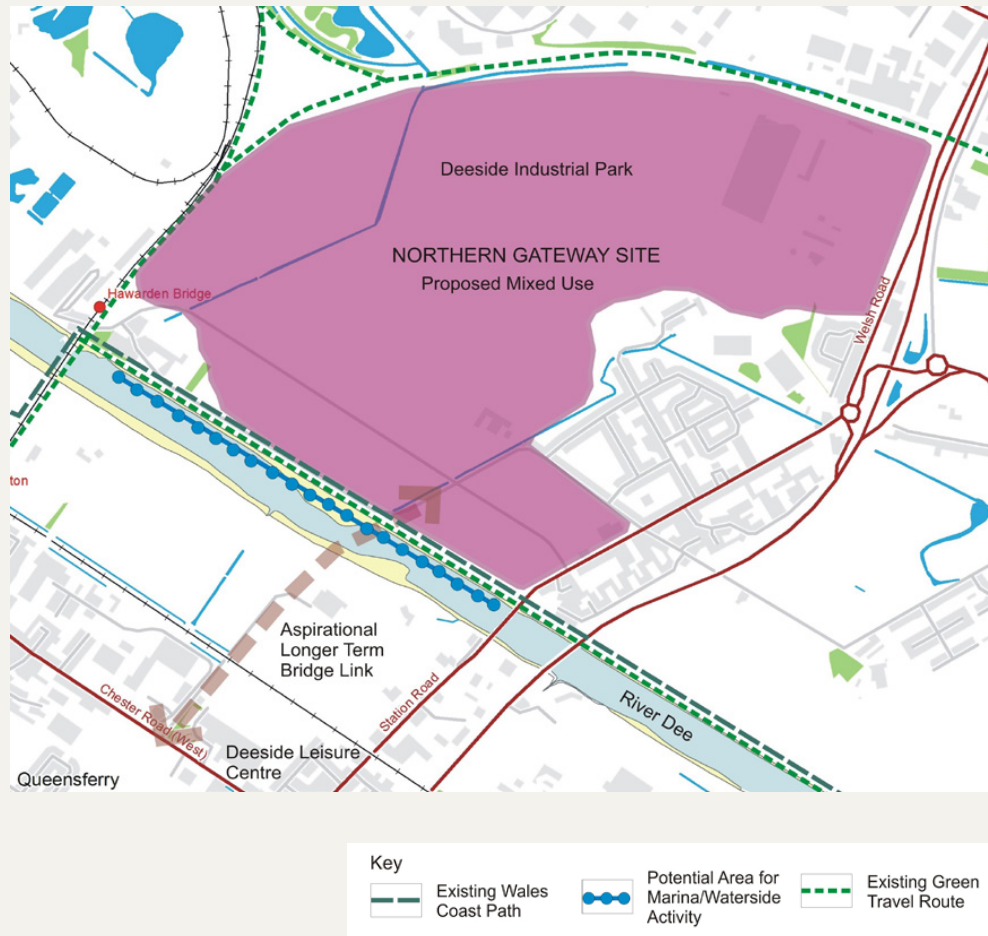 Deeside Industrial Park
NORTHERN GATEWAY SITE
Proposed Mixed Use
Hawarden Bridge
Welsh Road
ton
Aspirational
Longer Term
Bridge Link
Station Road
River Dee
Chester Road (West)
Deeside Leisure
Centre
Queensferry
Key
Existing Wales
Coast Path
Potential Area for
Marina/Waterside
Activity
Existing Green
Travel Route